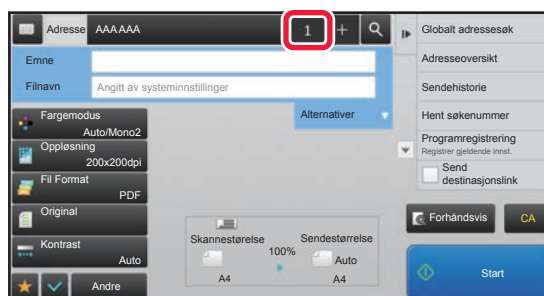 Adresse AAA AAA 1 +
Emne
Filnavn Angitt av systeminnstillinger
Alternativer
Fargemodus
Auto/Mono2
Oppløsning
200x200dpi
Fil Format
PDF
Original
Kontrast
Auto
Andre
Skannestørelse
A4
100%
Sendestørrelse
Auto
A4
Globalt adressesøk
Adresseoversikt
Sendehistorie
Hent søkenummer
Programregistrering
Registrer gjeldende innst.
Send
destinasjonslink
Forhåndsvis
CA
Start